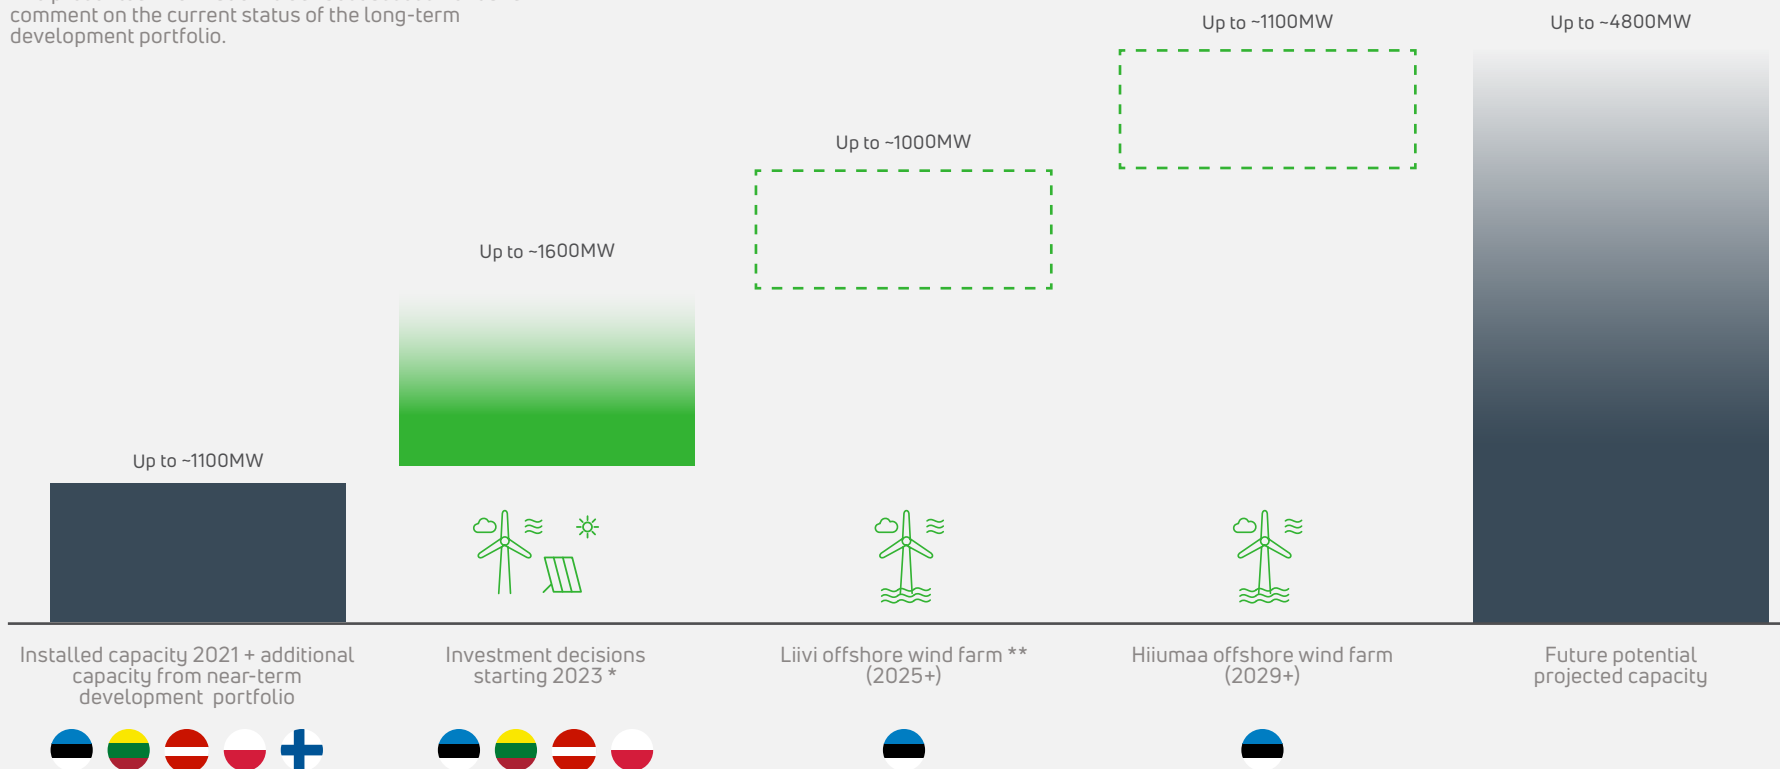 comment on the current status of the long-term
development portfolio.
Up to ~1100MW
Up to ~4800MW
Up to ~1000MW
Up to ~1600MW
Up to ~1100MW
Installed capacity 2021 + additional
capacity from near-term
development portfolio
Investment decisions
starting 2023 *
Liivi offshore wind farm **
(2025+)
Hiiumaa offshore wind farm
(2029+)
Future potential
projected capacity